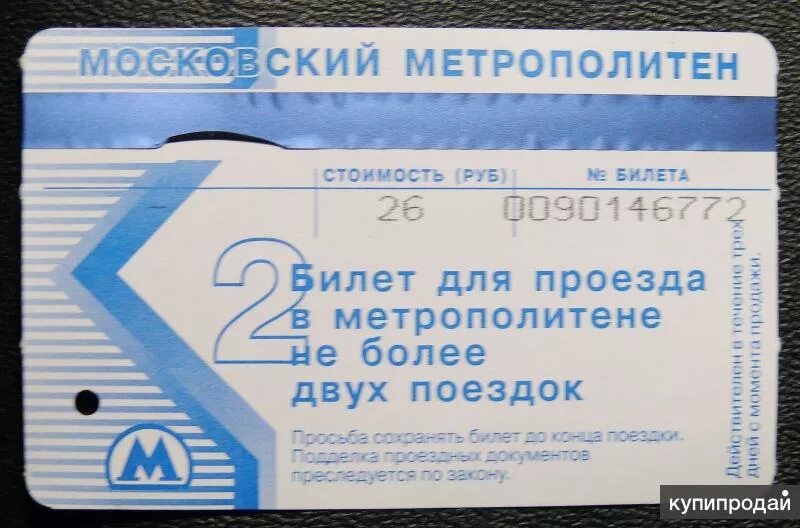 МОСКОВСКИЙ МЕТРОПОЛИТЕН
СТОИМОСТЬ (РУБ) № БИЛЕТА
26 0090146772
2
Билет для проезда
в метрополитене
не более
двух поездок
Просьба сохранять билет до конца поездки.
Подделка проездных документов
преследуется по закону.
Действителен в течение трех
дней с момента продажи.
М
купипродай